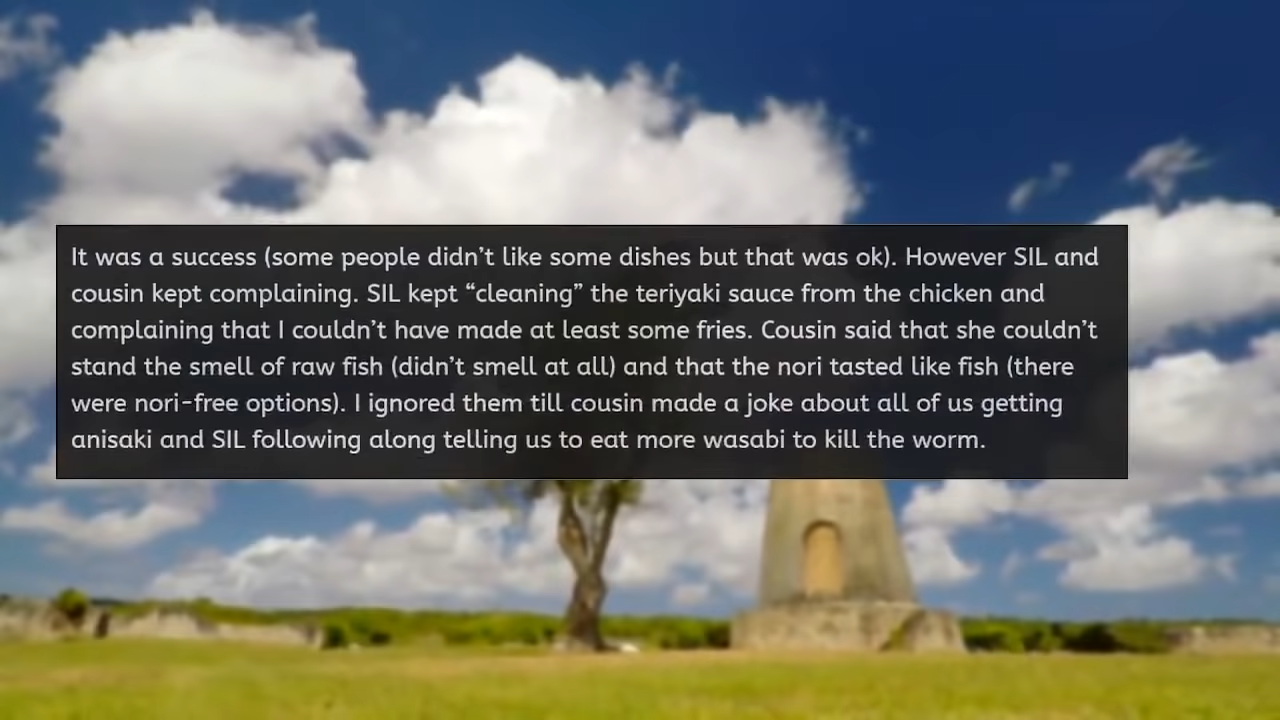 It was a success (some people didn’t like some dishes but that was ok). However SIL and
cousin kept complaining. SIL kept “cleaning” the teriyaki sauce from the chicken and
complaining that I couldn’t have made at least some fries. Cousin said that she couldn’t
stand the smell of raw fish (didn’t smell at all) and that the nori tasted like fish (there
were nori-free options). I ignored them till cousin made a joke about all of us getting
anisaki and SIL following along telling us to eat more wasabi to kill the worm.